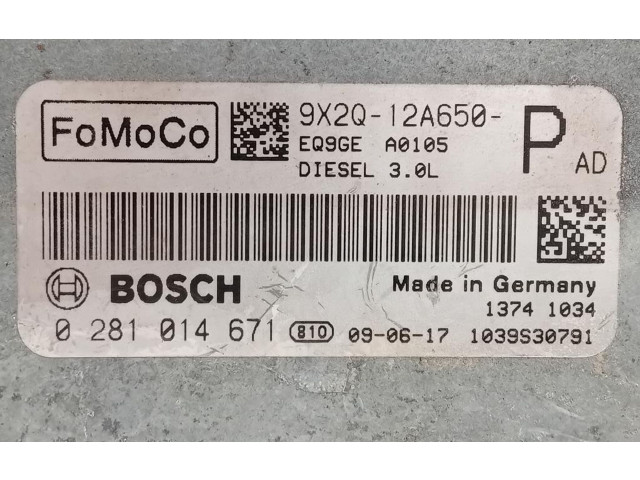 FoMoCo
9X2Q-12A650- P AD
EQ9GE A0105
DIESEL 3.0L
BOSCH
Made in Germany
1374 1034
0 281 014 671 810 09-06-17 1039S30791